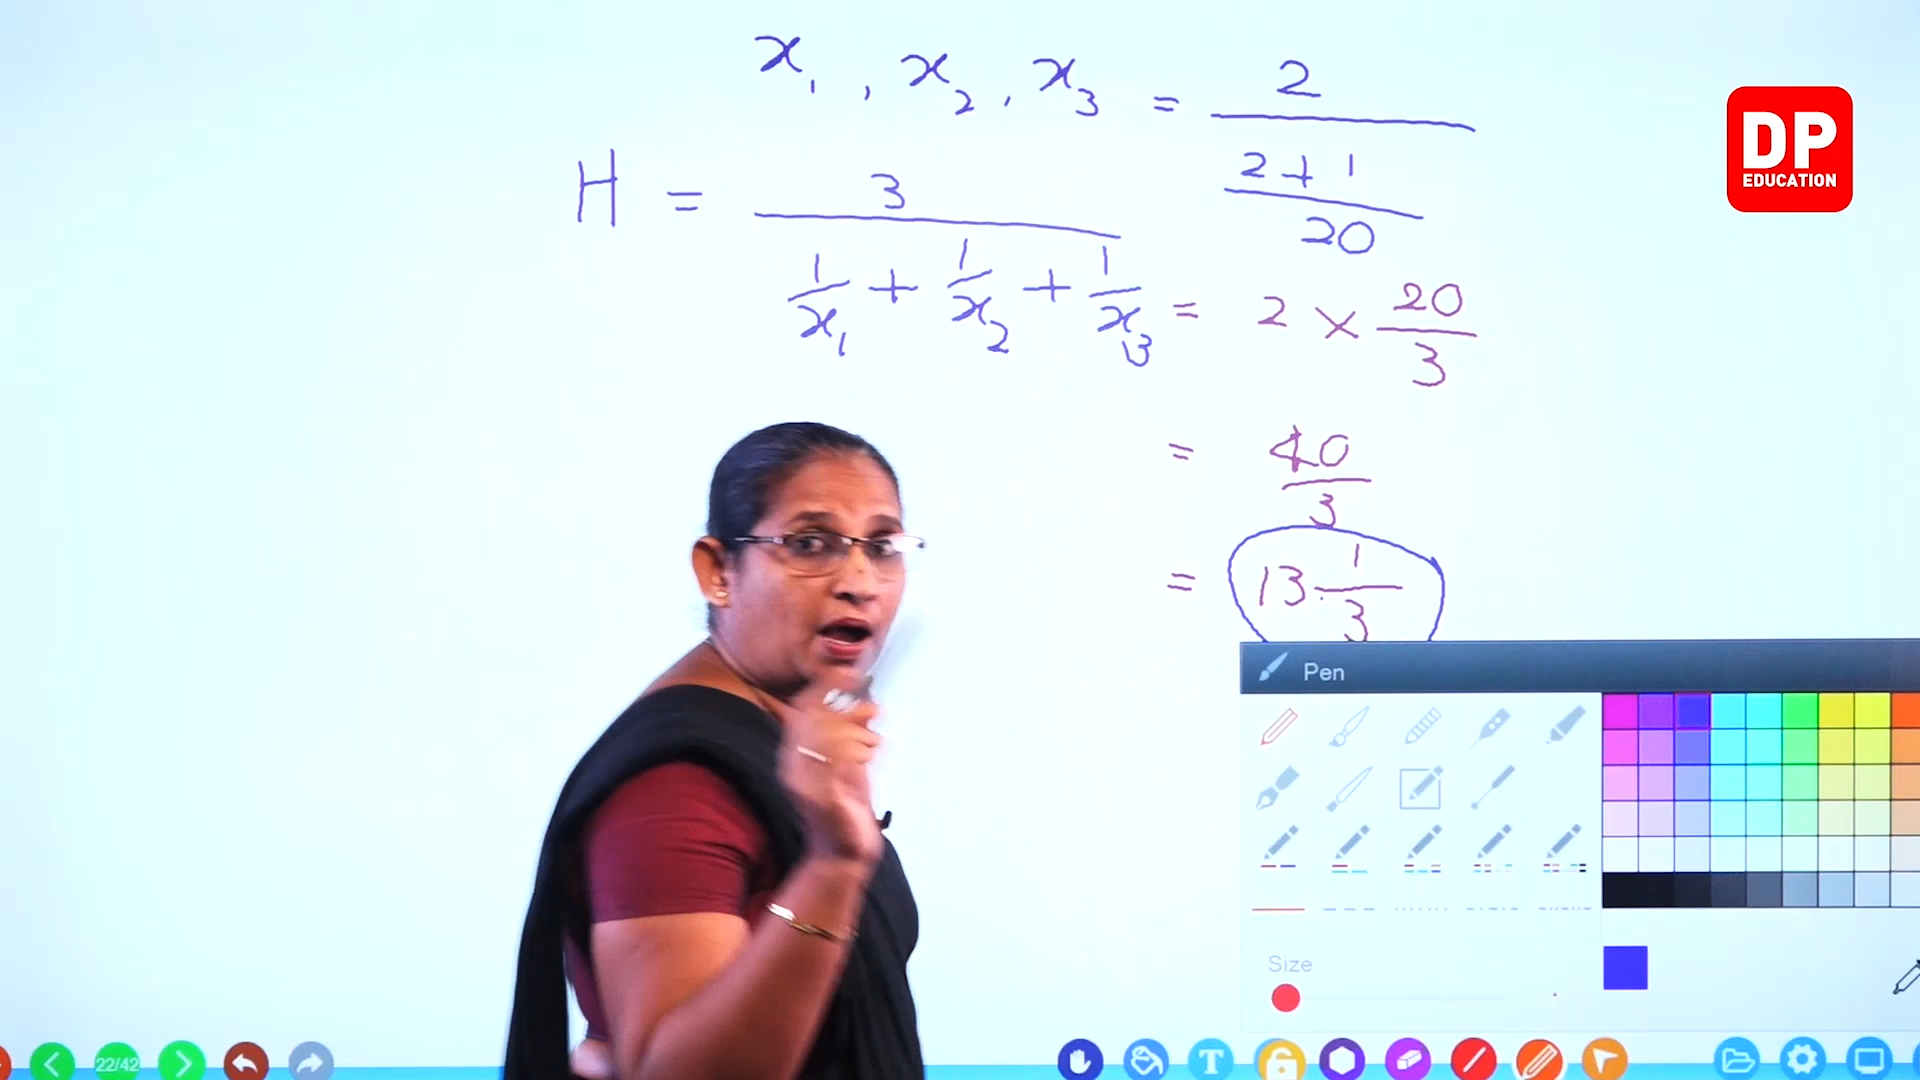 x₁ , x₂ , x₃ = 2
2 + 1
20
H = 3
1/x₁ + 1/x₂ + 1/x₃
= 2 × 20/3
= 40/3
= 13 1/3
DP
EDUCATION
Pen
Size
22/42
T